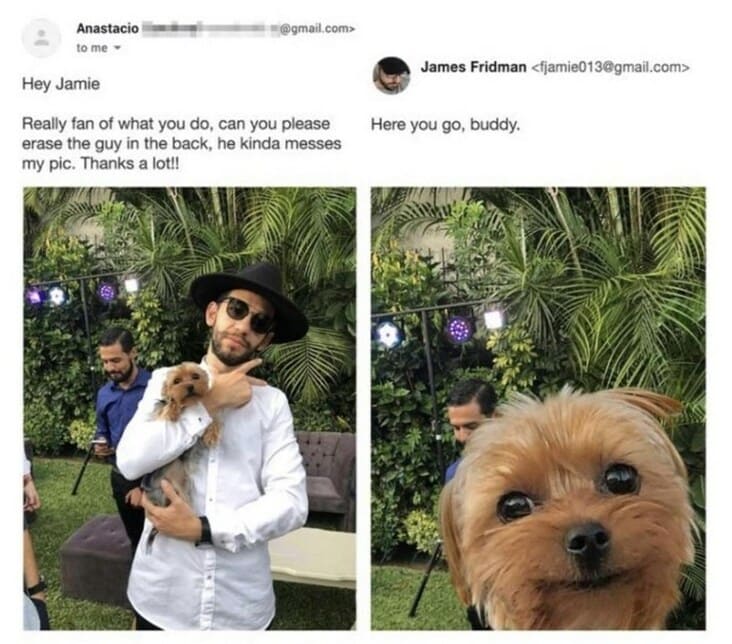 Anastacio @gmail.com>
to me
Hey Jamie
Really fan of what you do, can you please
erase the guy in the back, he kinda messes
my pic. Thanks a lot!!
James Fridman <fjamie013@gmail.com>
Here you go, buddy.